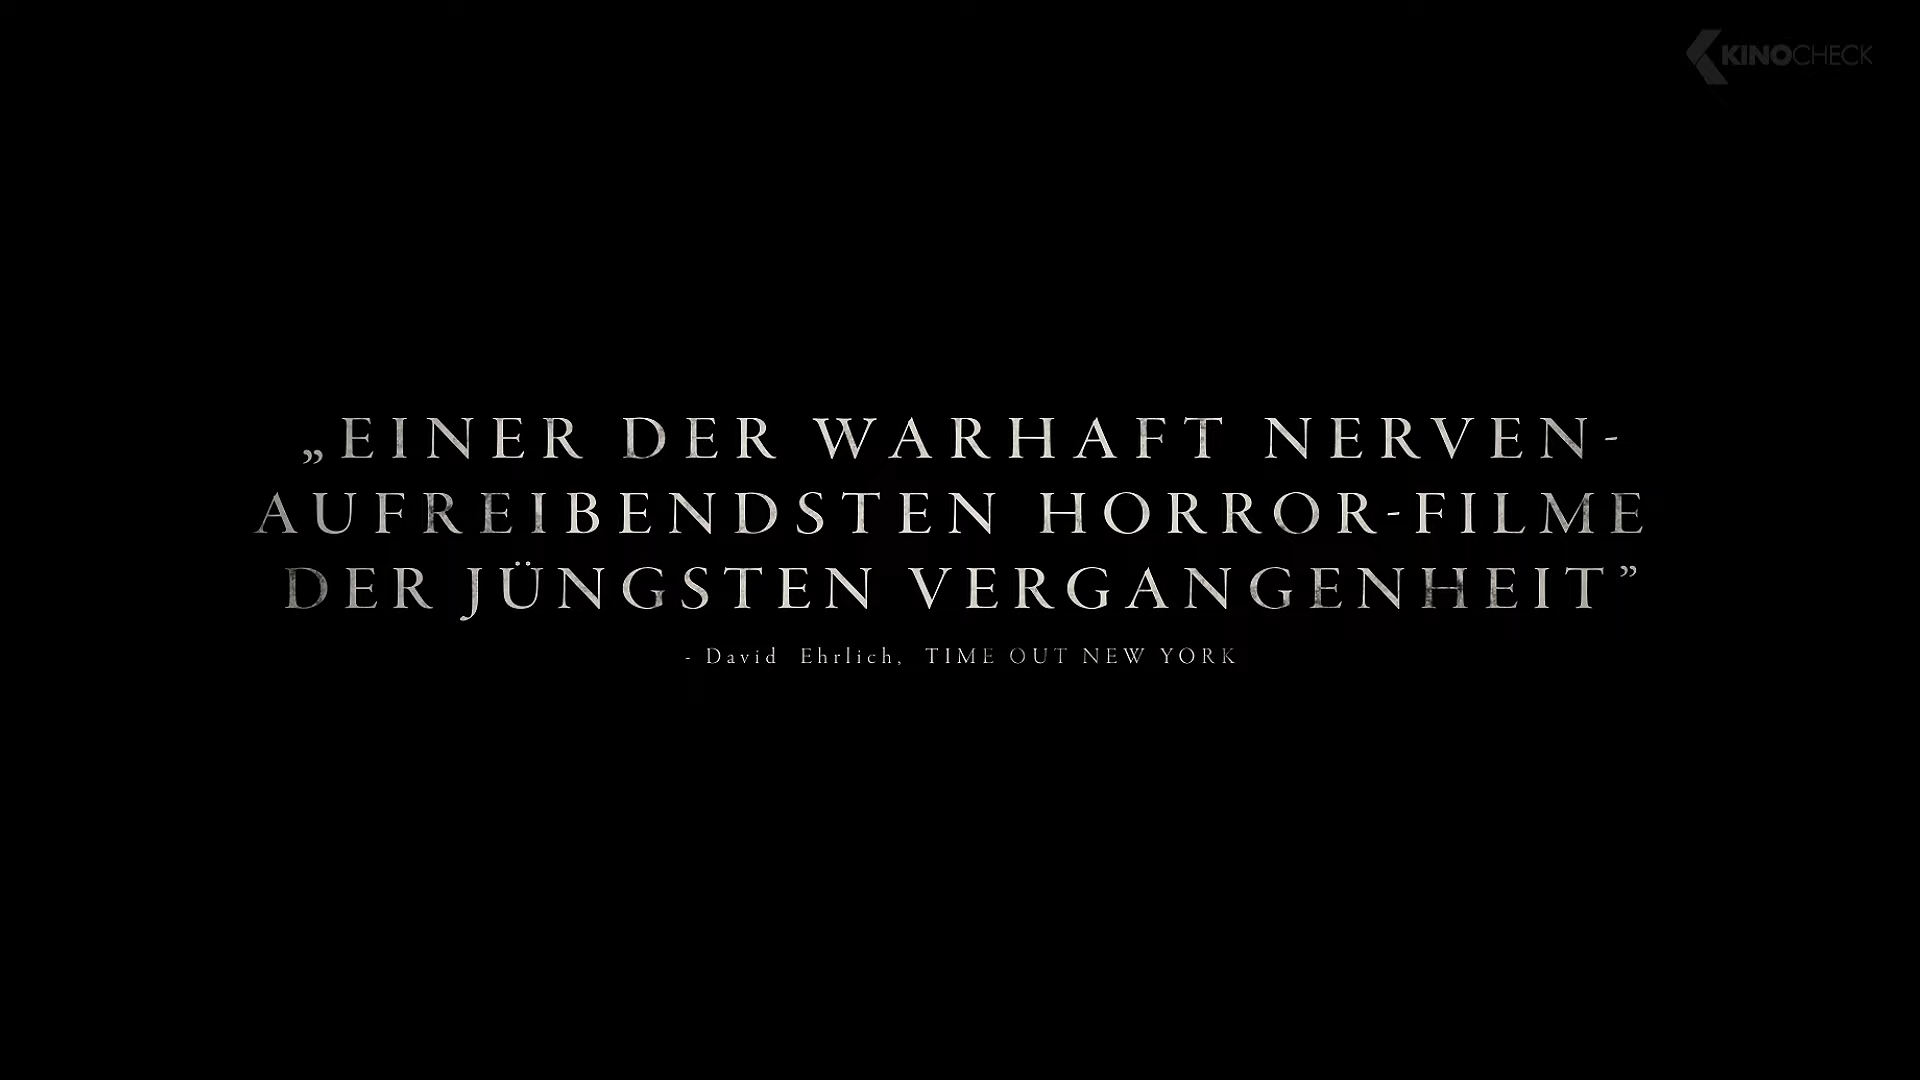 KINOCHECK
„EINER DER WARHAFT NERVEN-
AUFREIBENDSTEN HORROR-FILME
DER JÜNGSTEN VERGANGENHEIT”
- David Ehrlich, TIME OUT NEW YORK